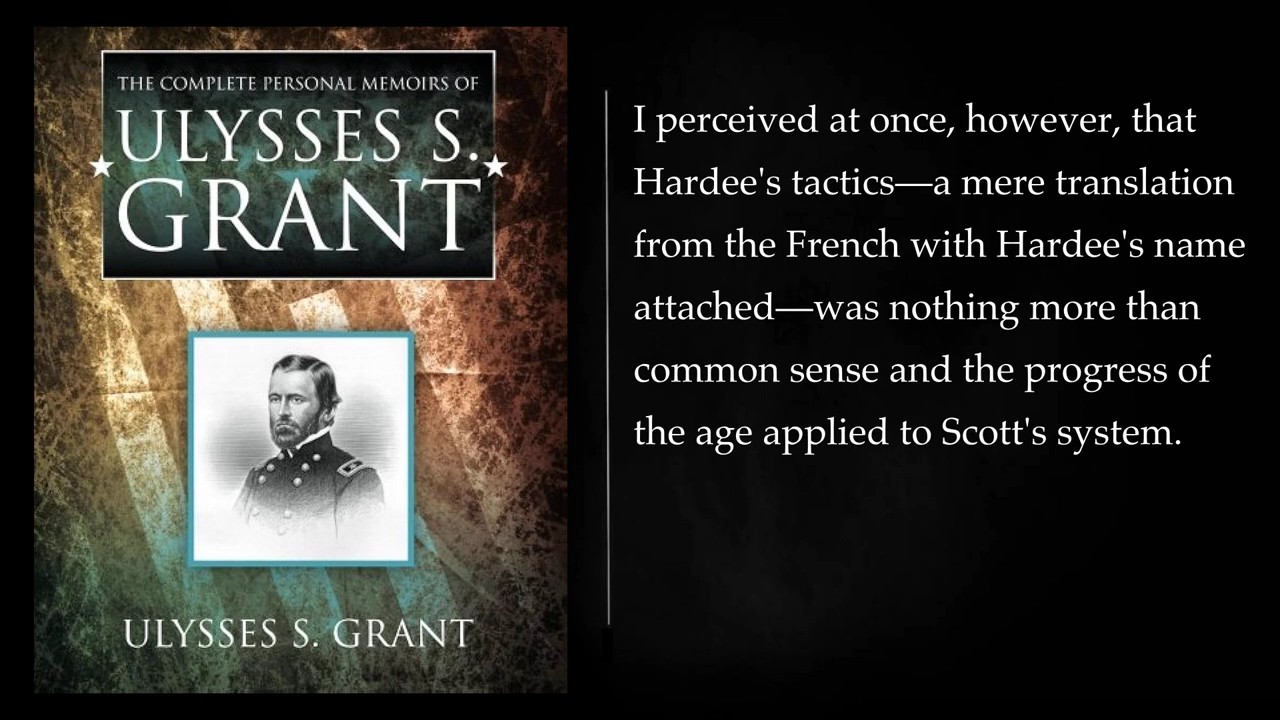 THE COMPLETE PERSONAL MEMOIRS OF
ULYSSES S.
GRANT
ULYSSES S. GRANT
I perceived at once, however, that
Hardee's tactics—a mere translation
from the French with Hardee's name
attached—was nothing more than
common sense and the progress of
the age applied to Scott's system.